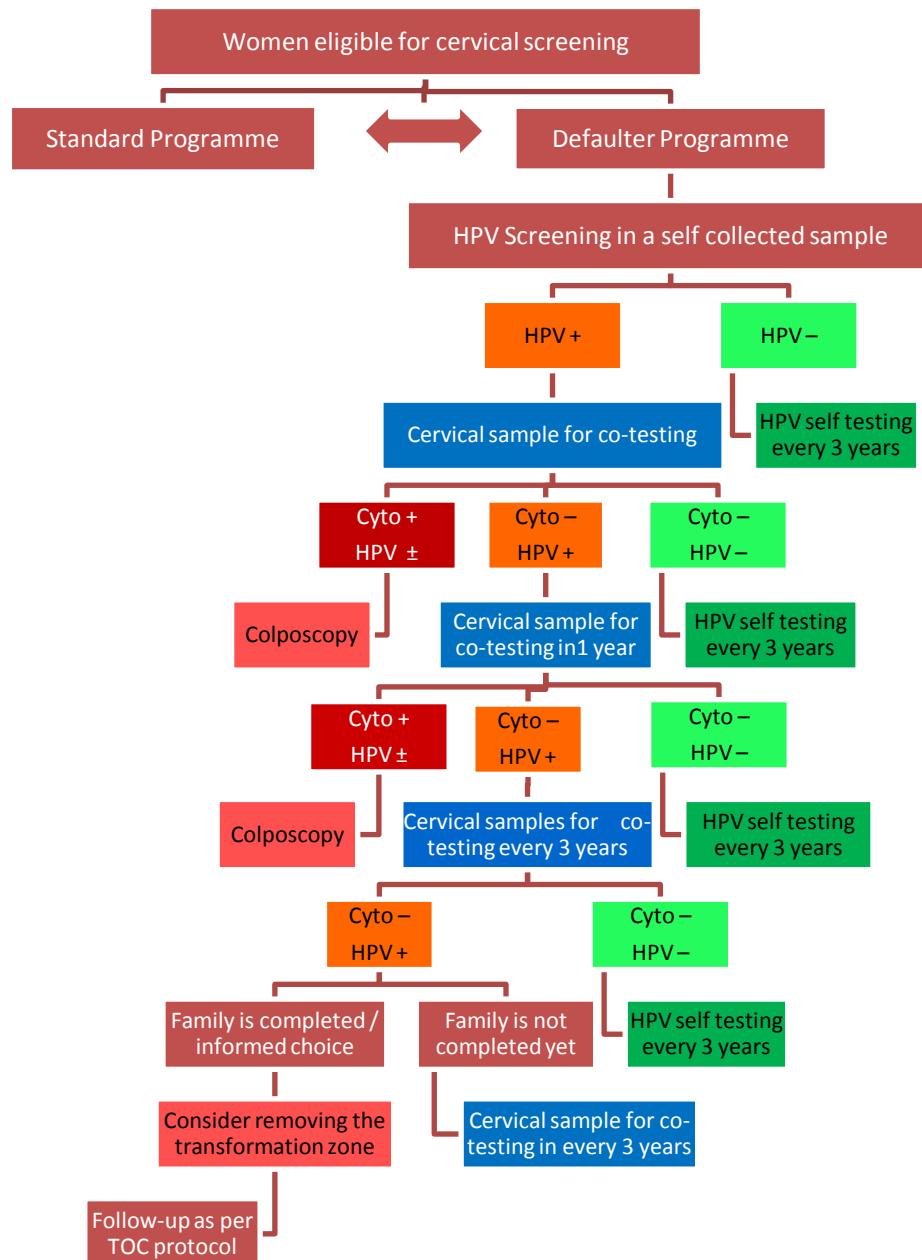 Women eligible for cervical screening
Standard Programme
Defaulter Programme
HPV Screening in a self collected sample
HPV +
HPV –
Cervical sample for co-testing
HPV self testing
every 3 years
Cyto +
HPV ±
Cyto –
HPV +
Cyto –
HPV –
Colposcopy
Cervical sample for
co-testing in1 year
HPV self testing
every 3 years
Cyto +
HPV ±
Cyto –
HPV +
Cyto –
HPV –
Colposcopy
Cervical samples for co-
testing every 3 years
HPV self testing
every 3 years
Cyto –
HPV +
Cyto –
HPV –
Family is completed /
informed choice
Family is not
completed yet
HPV self testing
every 3 years
Consider removing the
transformation zone
Cervical sample for co-
testing in every 3 years
Follow-up as per
TOC protocol